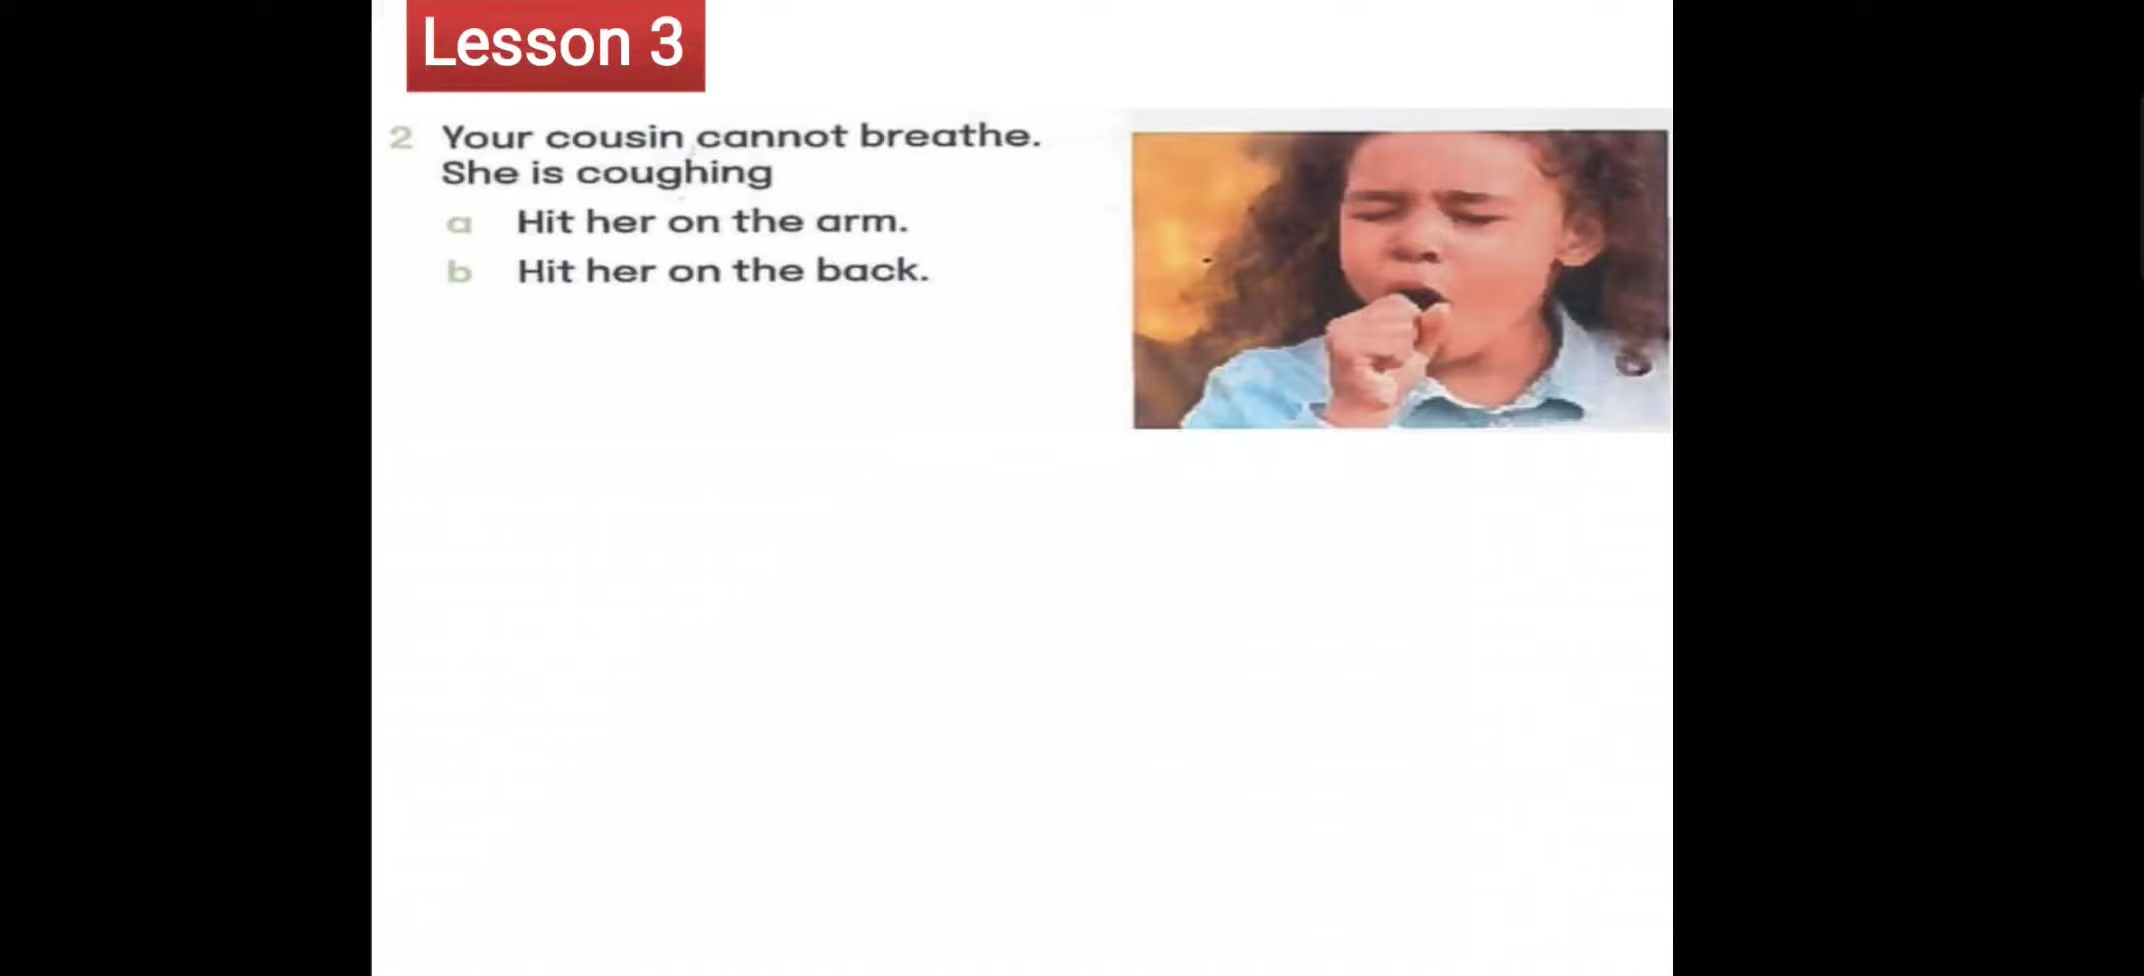 Lesson 3
2 Your cousin cannot breathe.
She is coughing
a Hit her on the arm.
b Hit her on the back.